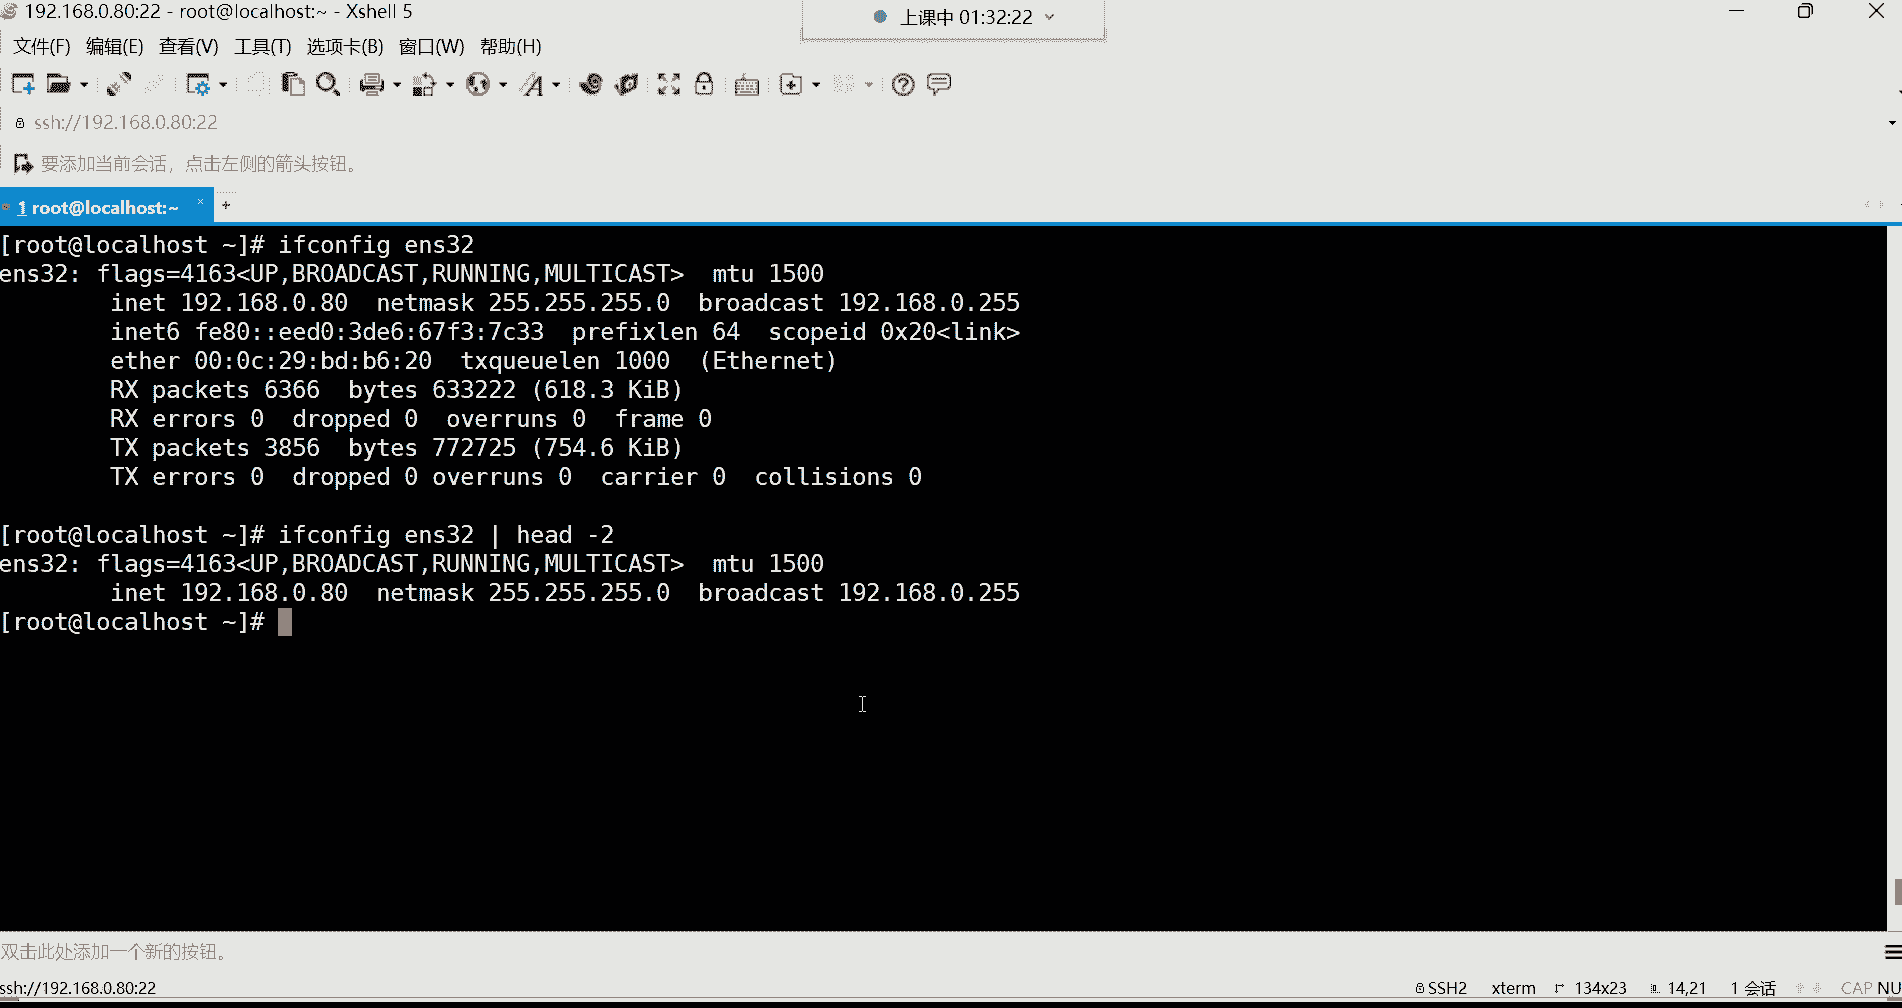 192.168.0.80:22 - root@localhost:~ - Xshell 5
上课中 01:32:22
文件(F) 编辑(E) 查看(V) 工具(T) 选项卡(B) 窗口(W) 帮助(H)
ssh://192.168.0.80:22
要添加当前会话，点击左侧的箭头按钮。
1 root@localhost:~ × +
[root@localhost ~]# ifconfig ens32
ens32: flags=4163<UP,BROADCAST,RUNNING,MULTICAST>  mtu 1500
        inet 192.168.0.80  netmask 255.255.255.0  broadcast 192.168.0.255
        inet6 fe80::eed0:3de6:67f3:7c33  prefixlen 64  scopeid 0x20<link>
        ether 00:0c:29:bd:b6:20  txqueuelen 1000  (Ethernet)
        RX packets 6366  bytes 633222 (618.3 KiB)
        RX errors 0  dropped 0  overruns 0  frame 0
        TX packets 3856  bytes 772725 (754.6 KiB)
        TX errors 0  dropped 0 overruns 0  carrier 0  collisions 0
[root@localhost ~]# ifconfig ens32 | head -2
ens32: flags=4163<UP,BROADCAST,RUNNING,MULTICAST>  mtu 1500
        inet 192.168.0.80  netmask 255.255.255.0  broadcast 192.168.0.255
[root@localhost ~]#
双击此处添加一个新的按钮。
ssh://192.168.0.80:22 SSH2 xterm 134x23 14,21 1 会话 CAP NU